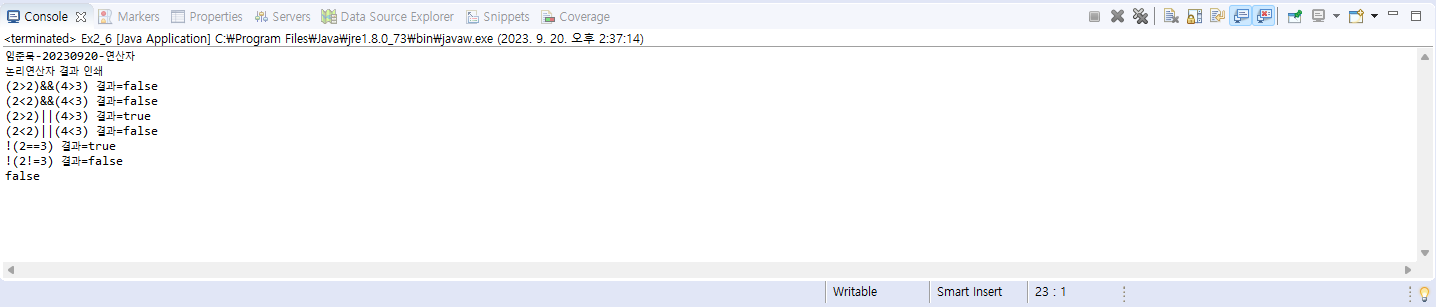 Console Markers Properties Servers Data Source Explorer Snippets Coverage
<terminated> Ex2_6 [Java Application] C:₩Program Files₩Java₩jre1.8.0_73₩bin₩javaw.exe (2023. 9. 20. 오후 2:37:14)
임준묵-20230920-연산자
논리연산자 결과 인쇄
(2>2)&&(4>3) 결과=false
(2<2)&&(4<3) 결과=false
(2>2)||(4>3) 결과=true
(2<2)||(4<3) 결과=false
!(2==3) 결과=true
!(2!=3) 결과=false
false
Writable Smart Insert 23 : 1